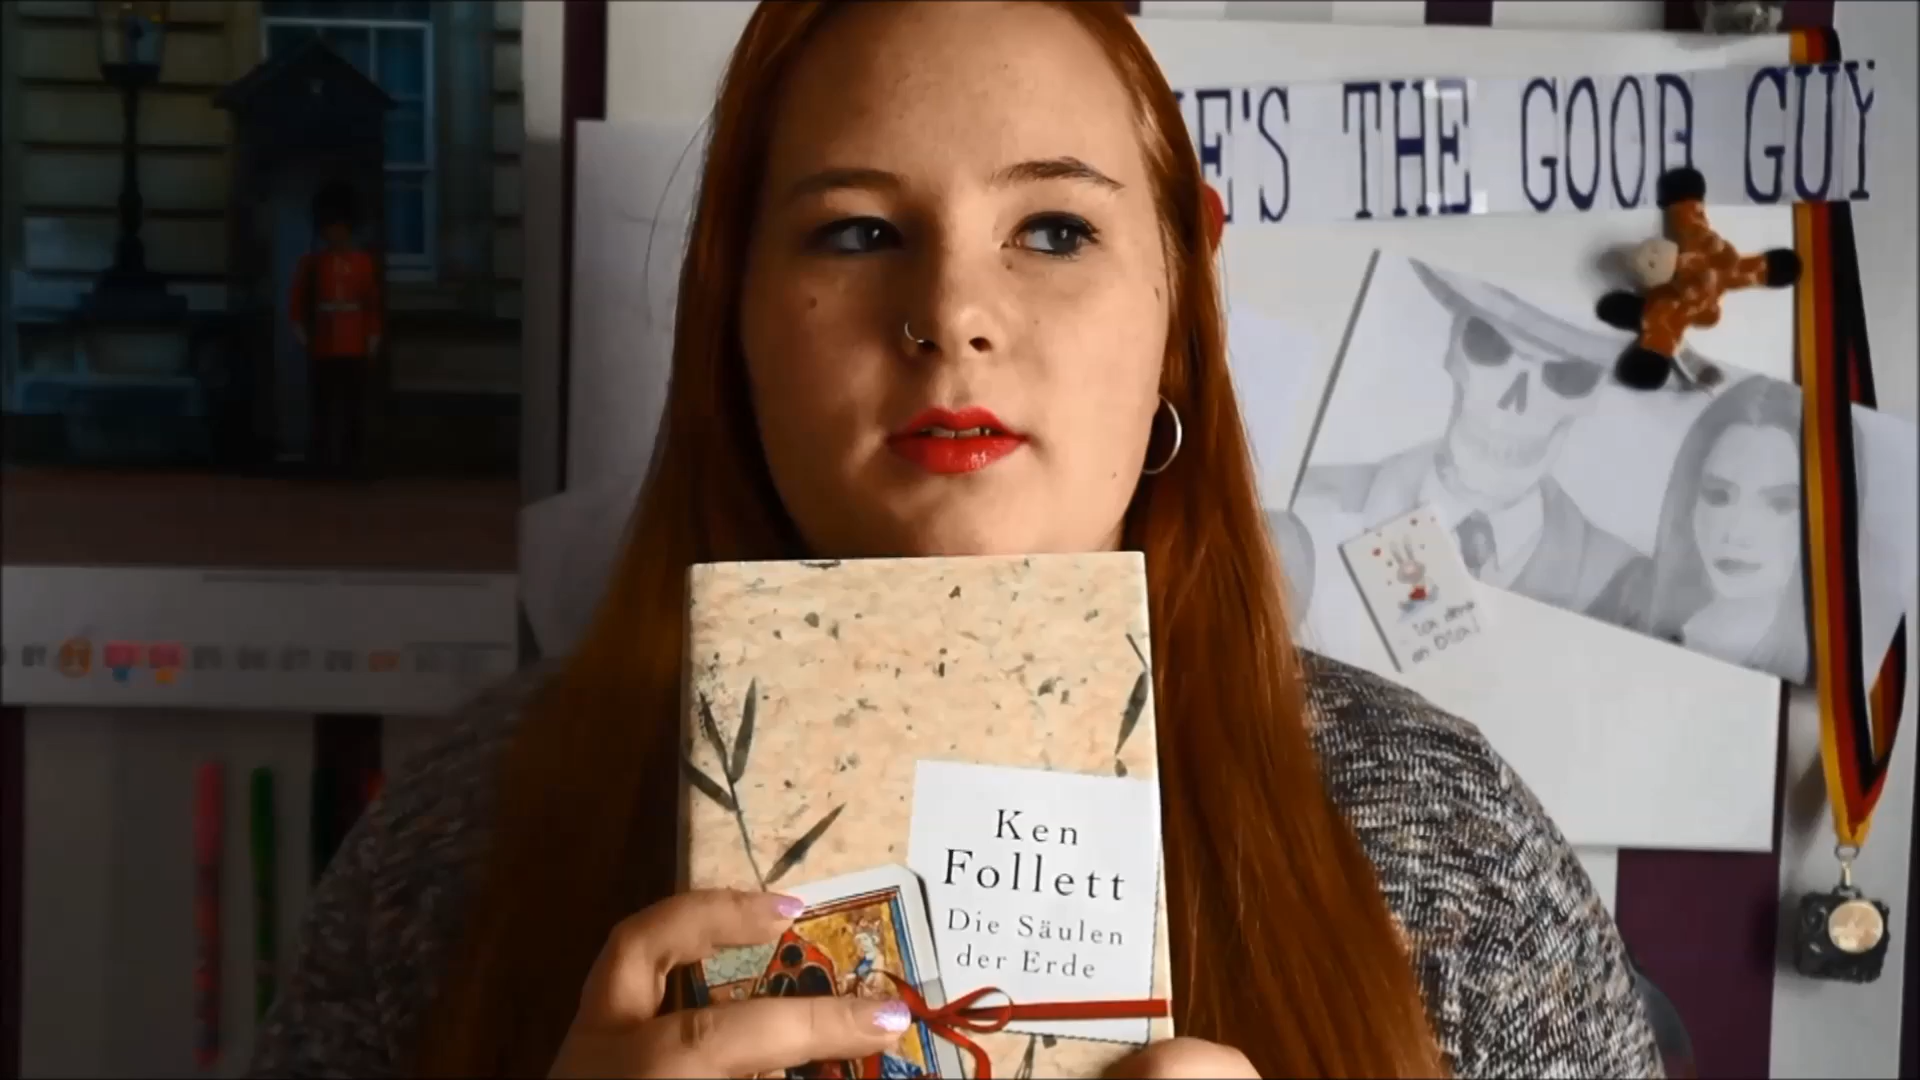 E'S THE GOOD GUY
Ken
Follett
Die Säulen
der Erde